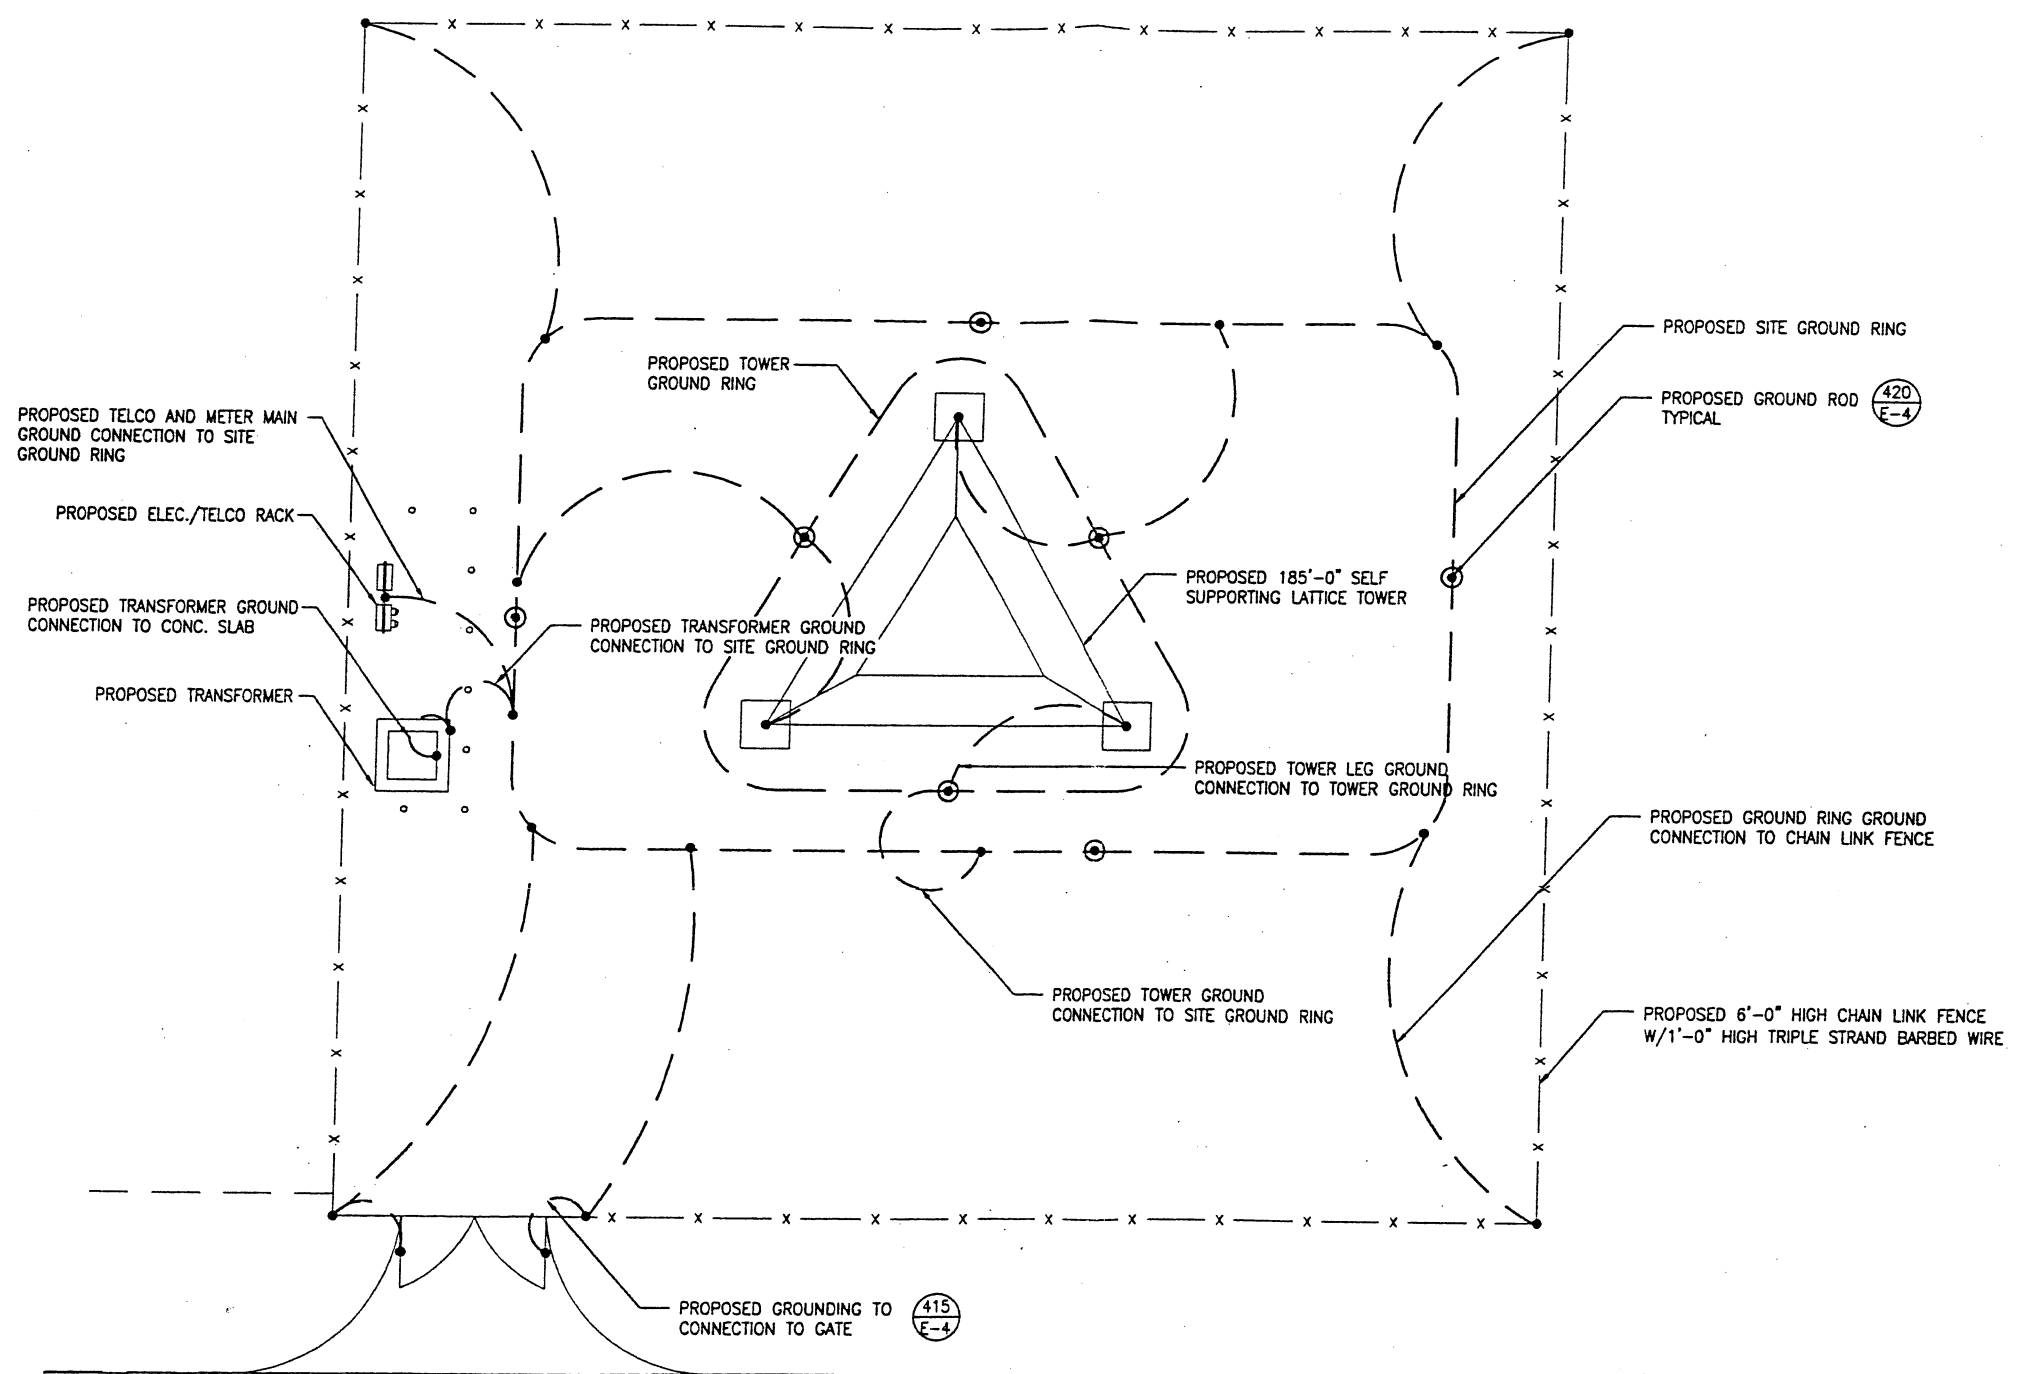 PROPOSED SITE GROUND RING
PROPOSED TOWER
GROUND RING
PROPOSED GROUND ROD
TYPICAL
420
E-4
PROPOSED TELCO AND METER MAIN
GROUND CONNECTION TO SITE
GROUND RING
PROPOSED ELEC./TELCO RACK
PROPOSED 185'-0" SELF
SUPPORTING LATTICE TOWER
PROPOSED TRANSFORMER GROUND
CONNECTION TO CONC. SLAB
PROPOSED TRANSFORMER GROUND
CONNECTION TO SITE GROUND RING
PROPOSED TRANSFORMER
PROPOSED TOWER LEG GROUND
CONNECTION TO TOWER GROUND RING
PROPOSED GROUND RING GROUND
CONNECTION TO CHAIN LINK FENCE
PROPOSED TOWER GROUND
CONNECTION TO SITE GROUND RING
PROPOSED 6'-0" HIGH CHAIN LINK FENCE
W/1'-0" HIGH TRIPLE STRAND BARBED WIRE
PROPOSED GROUNDING TO
CONNECTION TO GATE
415
E-4